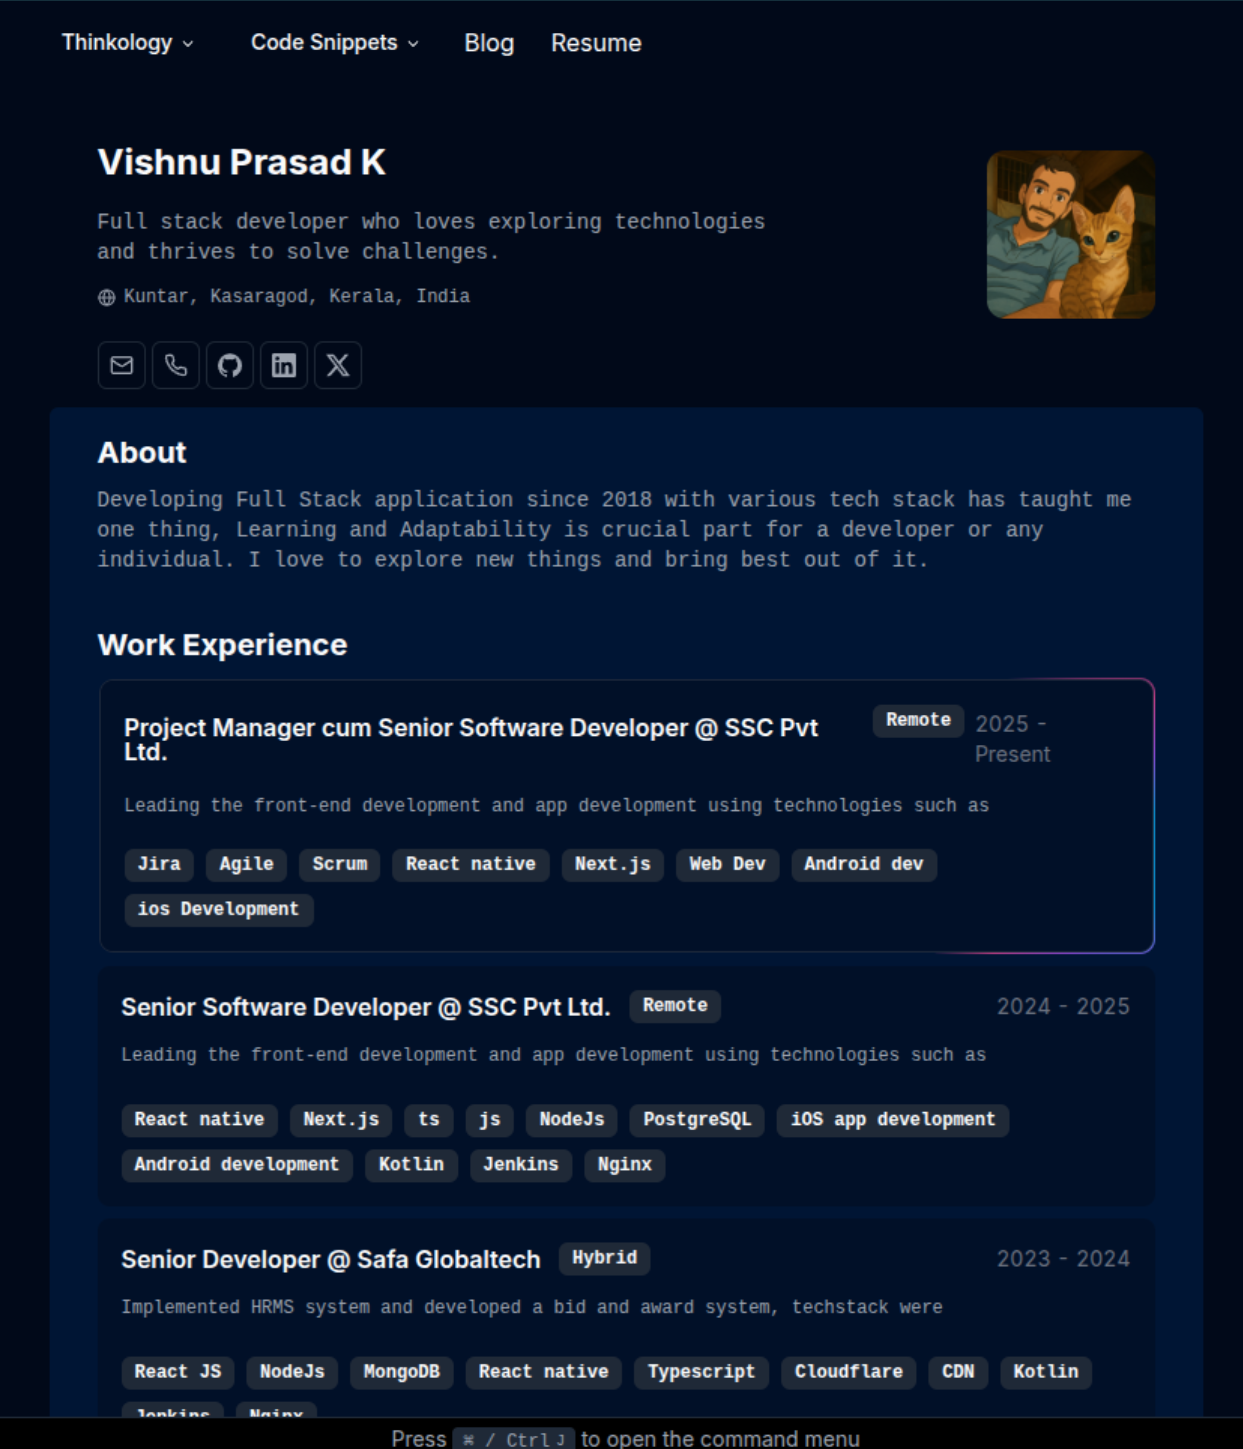 Thinkology Code Snippets Blog Resume
Vishnu Prasad K
Full stack developer who loves exploring technologies
and thrives to solve challenges.
Kuntar, Kasaragod, Kerala, India
About
Developing Full Stack application since 2018 with various tech stack has taught me
one thing, Learning and Adaptability is crucial part for a developer or any
individual. I love to explore new things and bring best out of it.
Work Experience
Project Manager cum Senior Software Developer @ SSC Pvt
Ltd.
Remote
2025 -
Present
Leading the front-end development and app development using technologies such as
Jira Agile Scrum React native Next.js Web Dev Android dev
ios Development
Senior Software Developer @ SSC Pvt Ltd. Remote 2024 - 2025
Leading the front-end development and app development using technologies such as
React native Next.js ts js NodeJs PostgreSQL iOS app development
Android development Kotlin Jenkins Nginx
Senior Developer @ Safa Globaltech Hybrid 2023 - 2024
Implemented HRMS system and developed a bid and award system, techstack were
React JS NodeJs MongoDB React native Typescript Cloudflare CDN Kotlin
Jenkins Nginx
Press ⌘ / Ctrl J to open the command menu